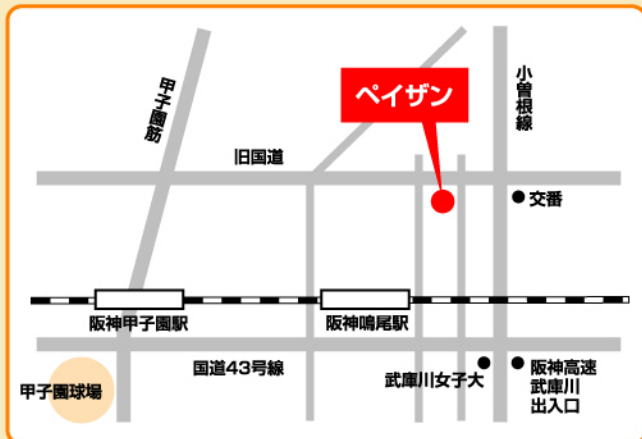 甲子園筋
ペイザン
小曽根線
旧国道
交番
阪神甲子園駅
阪神鳴尾駅
国道43号線
武庫川女子大
阪神高速
武庫川
出入口
甲子園球場